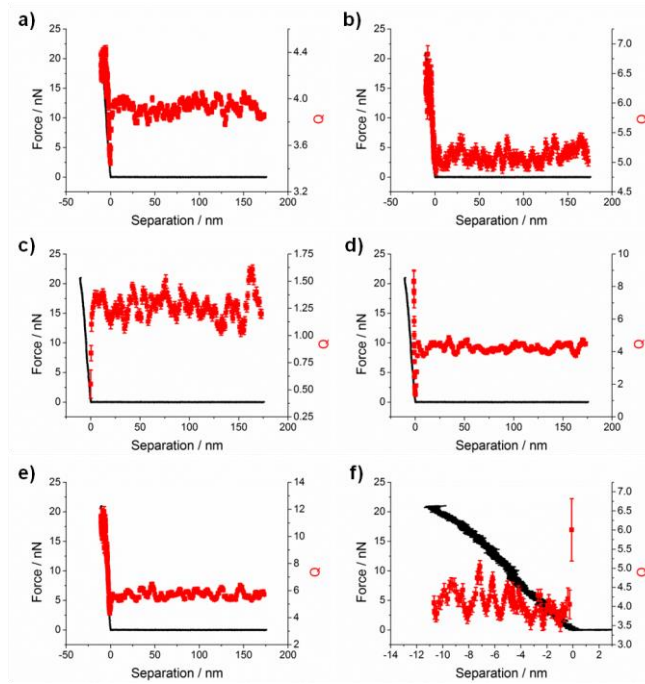 a)
25
20
15
10
5
0
Force / nN
4.4
4.0
3.6
3.2
Q
-50 0 50 100 150 200
Separation / nm
b)
25
20
15
10
5
0
Force / nN
7.0
6.5
6.0
5.5
5.0
4.5
Q
-50 0 50 100 150 200
Separation / nm
c)
25
20
15
10
5
0
Force / nN
1.75
1.50
1.25
1.00
0.75
0.50
0.25
Q
0 50 100 150 200
Separation / nm
d)
25
20
15
10
5
0
Force / nN
10
8
6
4
2
0
Q
0 50 100 150 200
Separation / nm
e)
25
20
15
10
5
0
Force / nN
14
12
10
8
6
4
2
Q
-50 0 50 100 150 200
Separation / nm
f)
25
20
15
10
5
0
Force / nN
7.0
6.5
6.0
5.5
5.0
4.5
4.0
3.5
3.0
Q
-14 -12 -10 -8 -6 -4 -2 0 2
Separation / nm